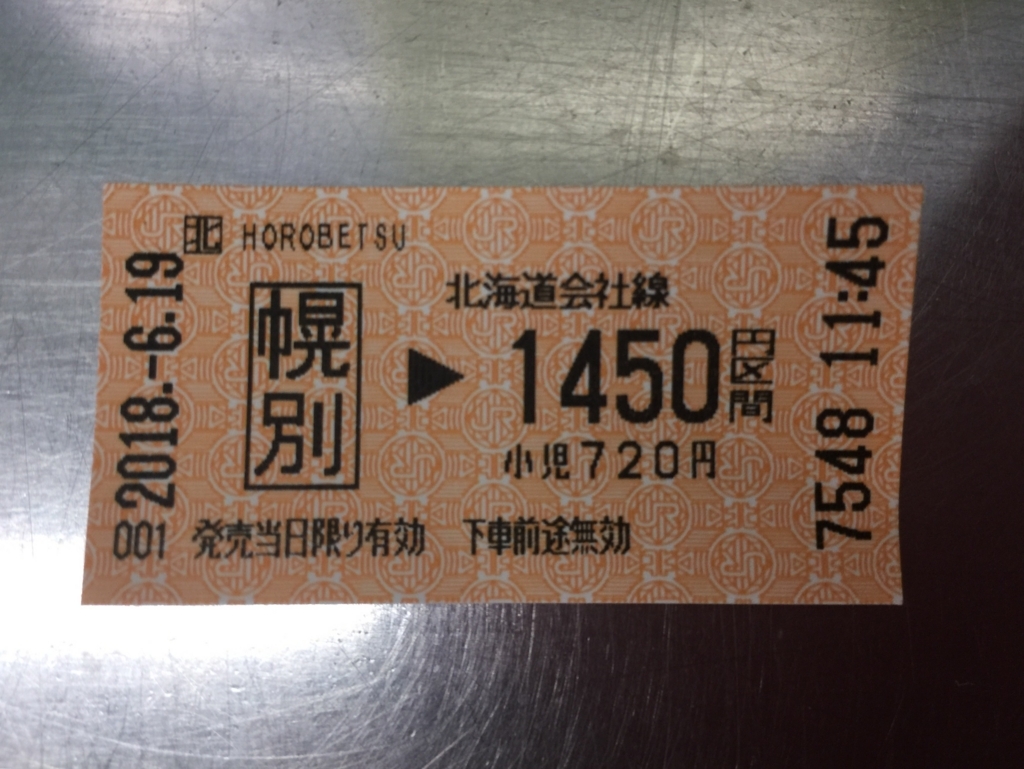 北 HOROBETSU
2018.-6.19
幌別
▶
北海道会社線
1450円区間
小児720円
7548 11:45
001 発売当日限り有効 下車前途無効